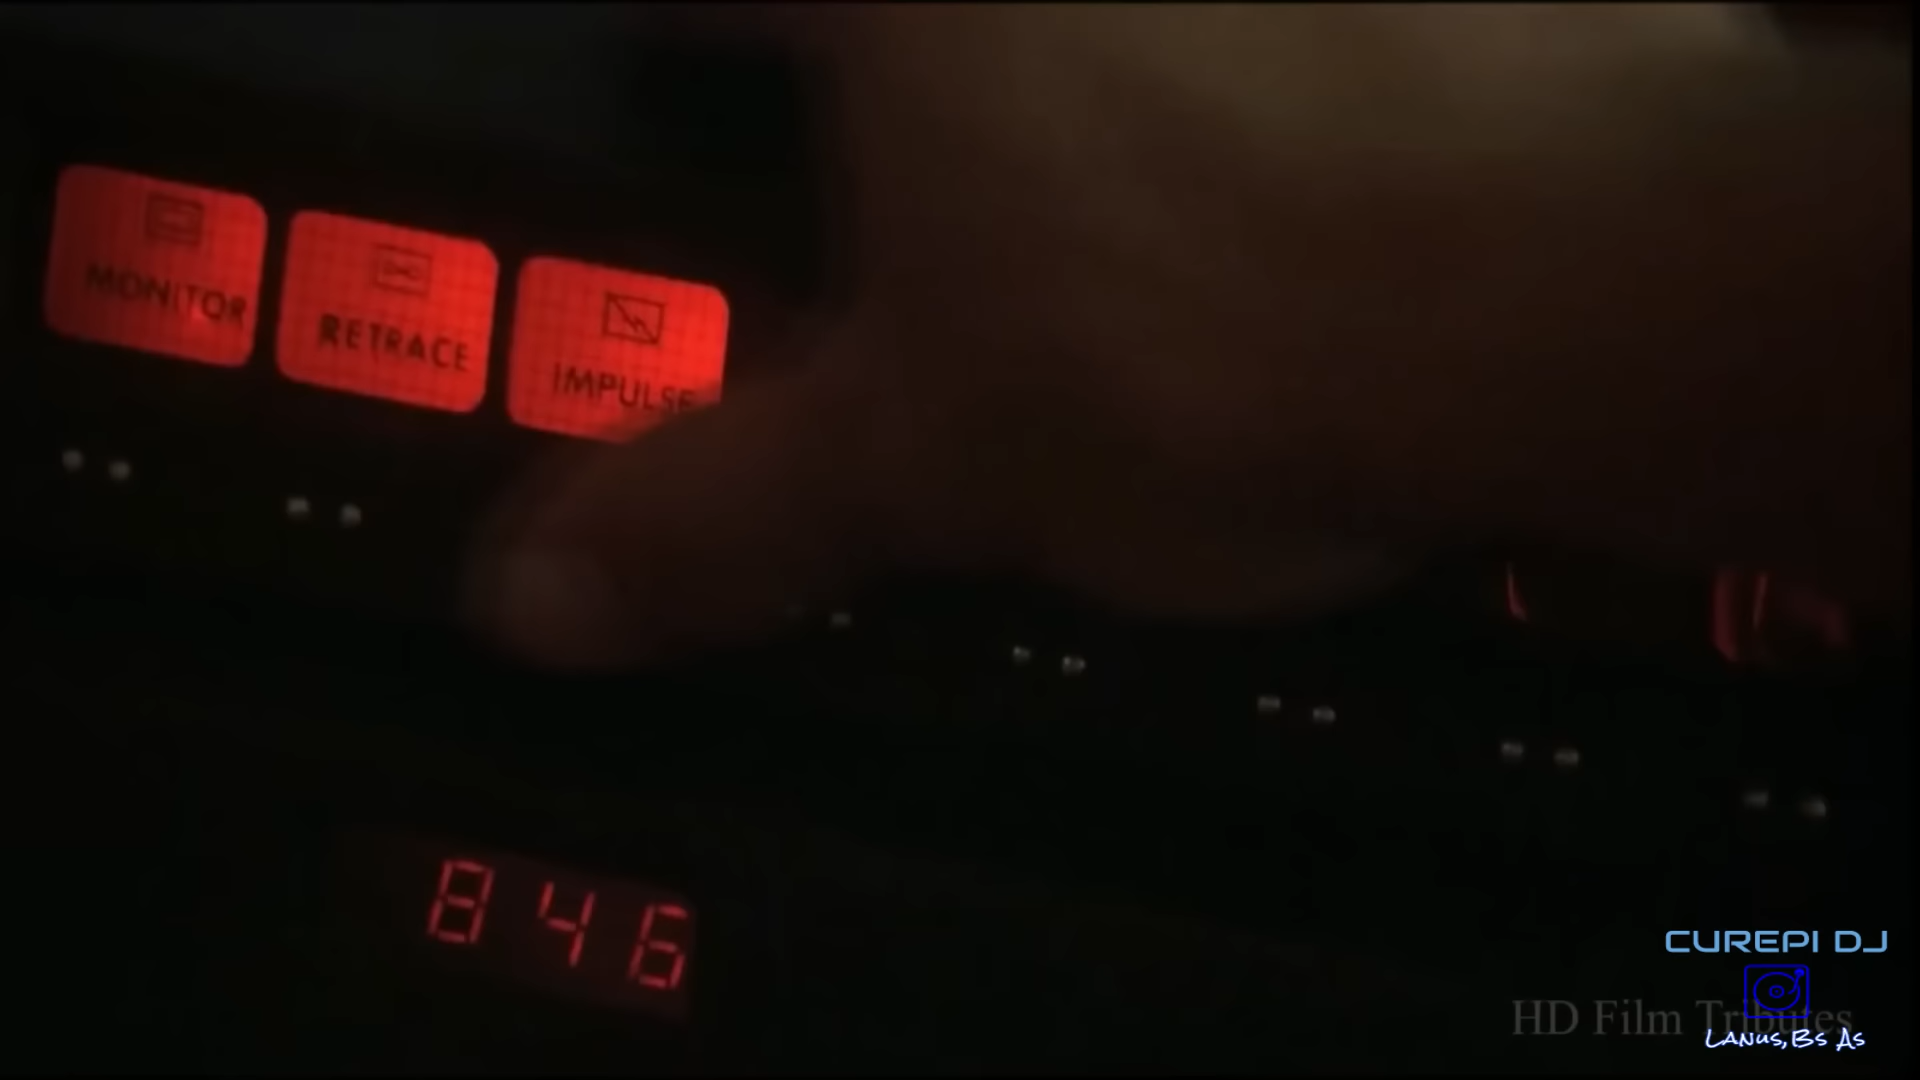 MONITOR
RETRACE
IMPULSE
846
CUREPI DJ
HD Film Tributes
Lanus, Bs As